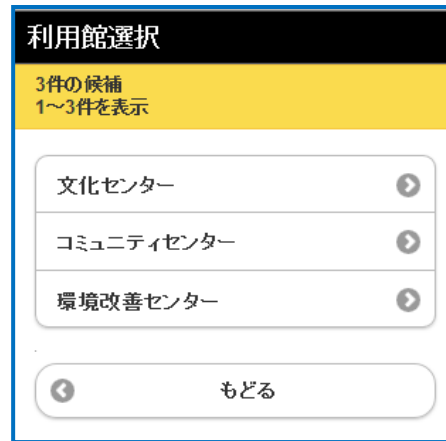 利用館選択
3件の候補
1～3件を表示
文化センター
コミュニティセンター
環境改善センター
もどる